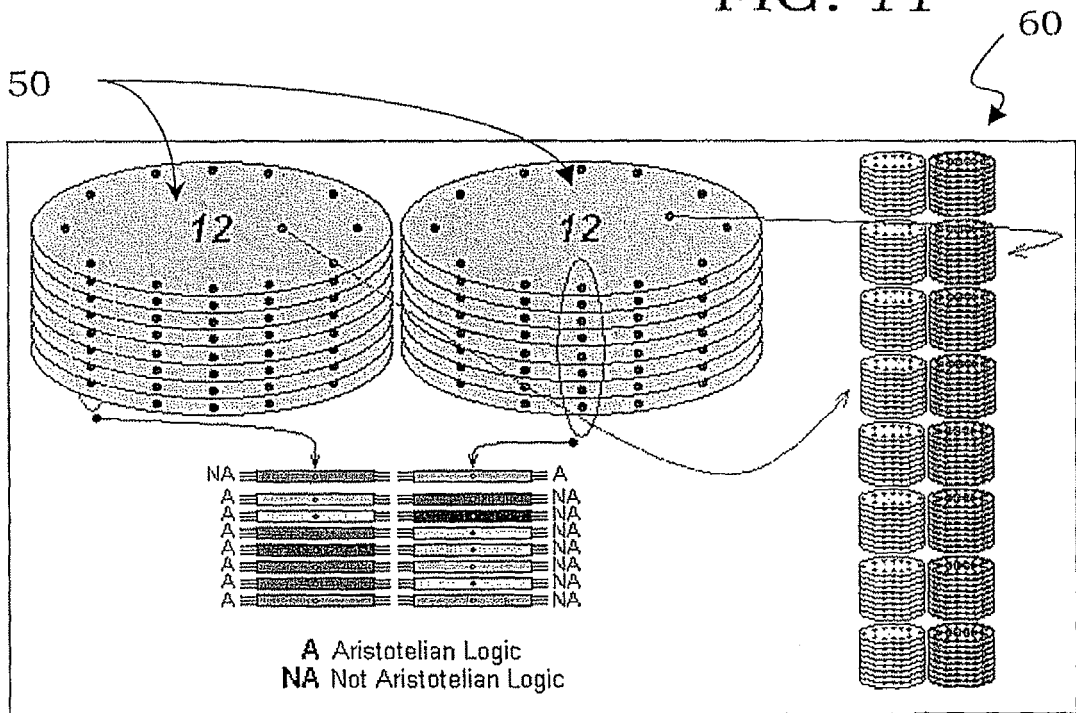 FIG. 11
60
50
12 12
NA A
A NA
A NA
A NA
A NA
A NA
A NA
A NA
A Aristotelian Logic
NA Not Aristotelian Logic